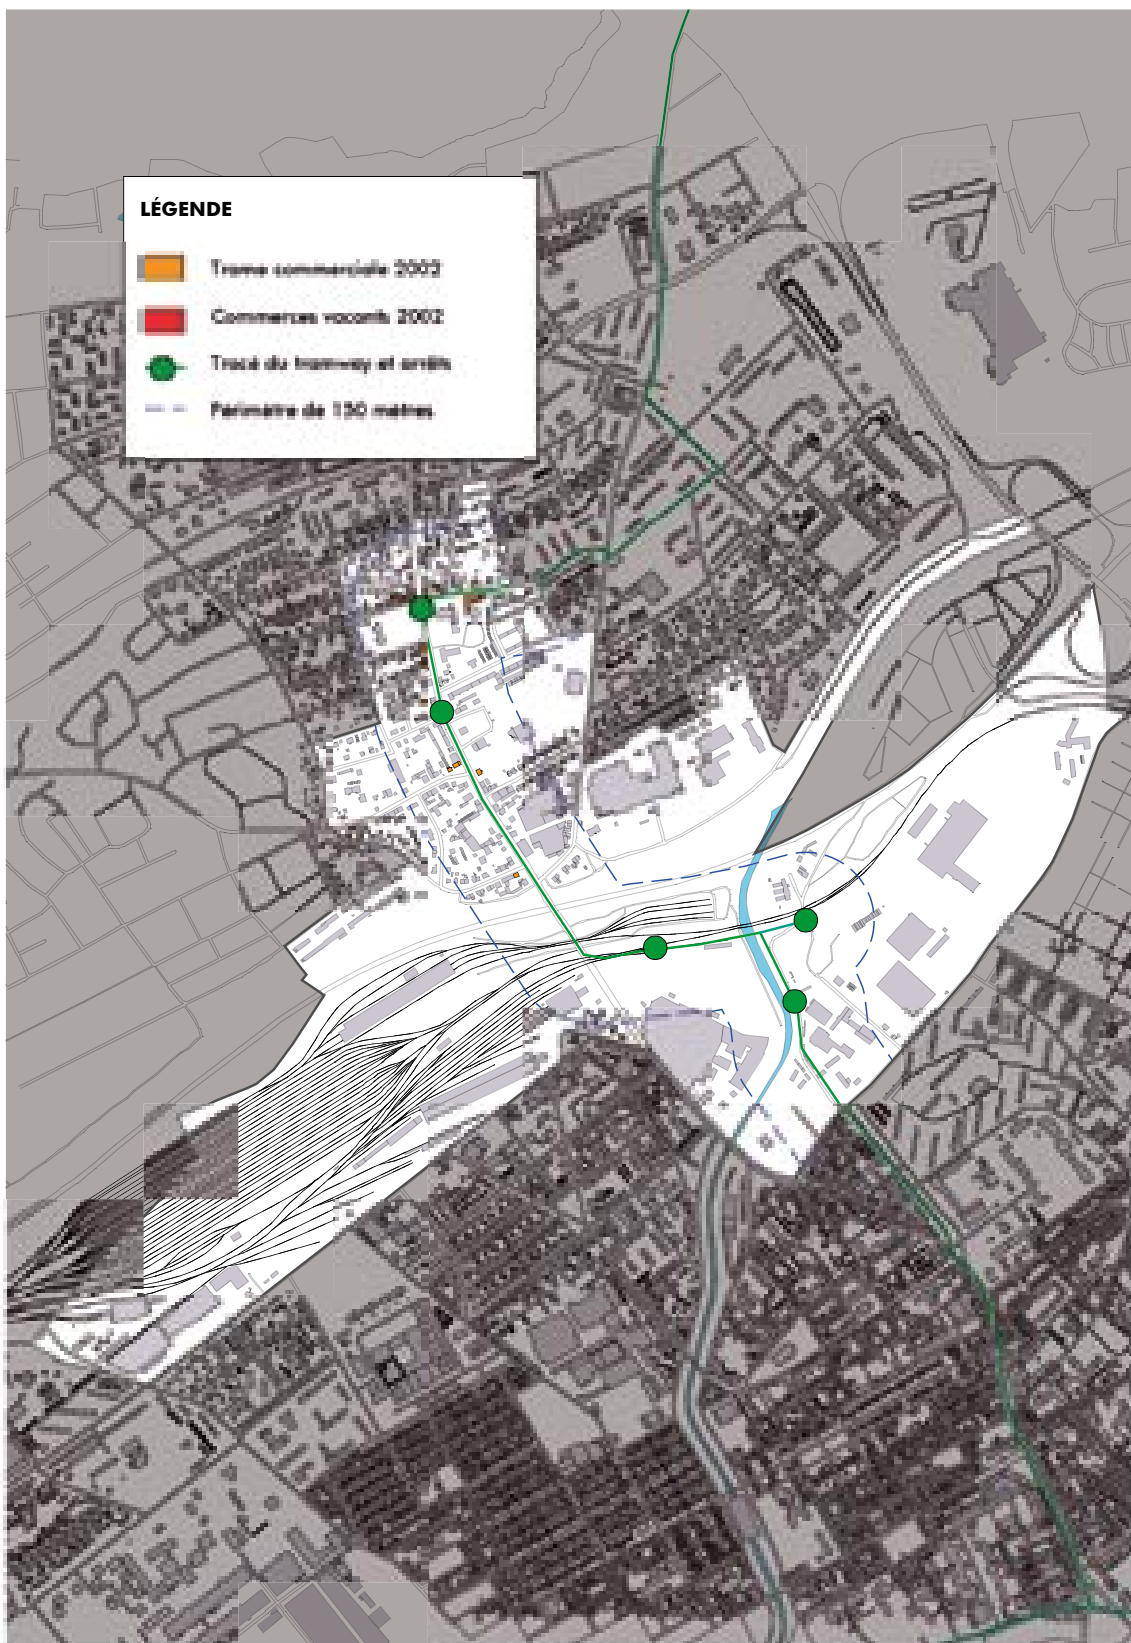 LÉGENDE
Trame commerciale 2002
Commerces vacants 2002
Tracé du tramway et arrêts
Périmètre de 150 mètres